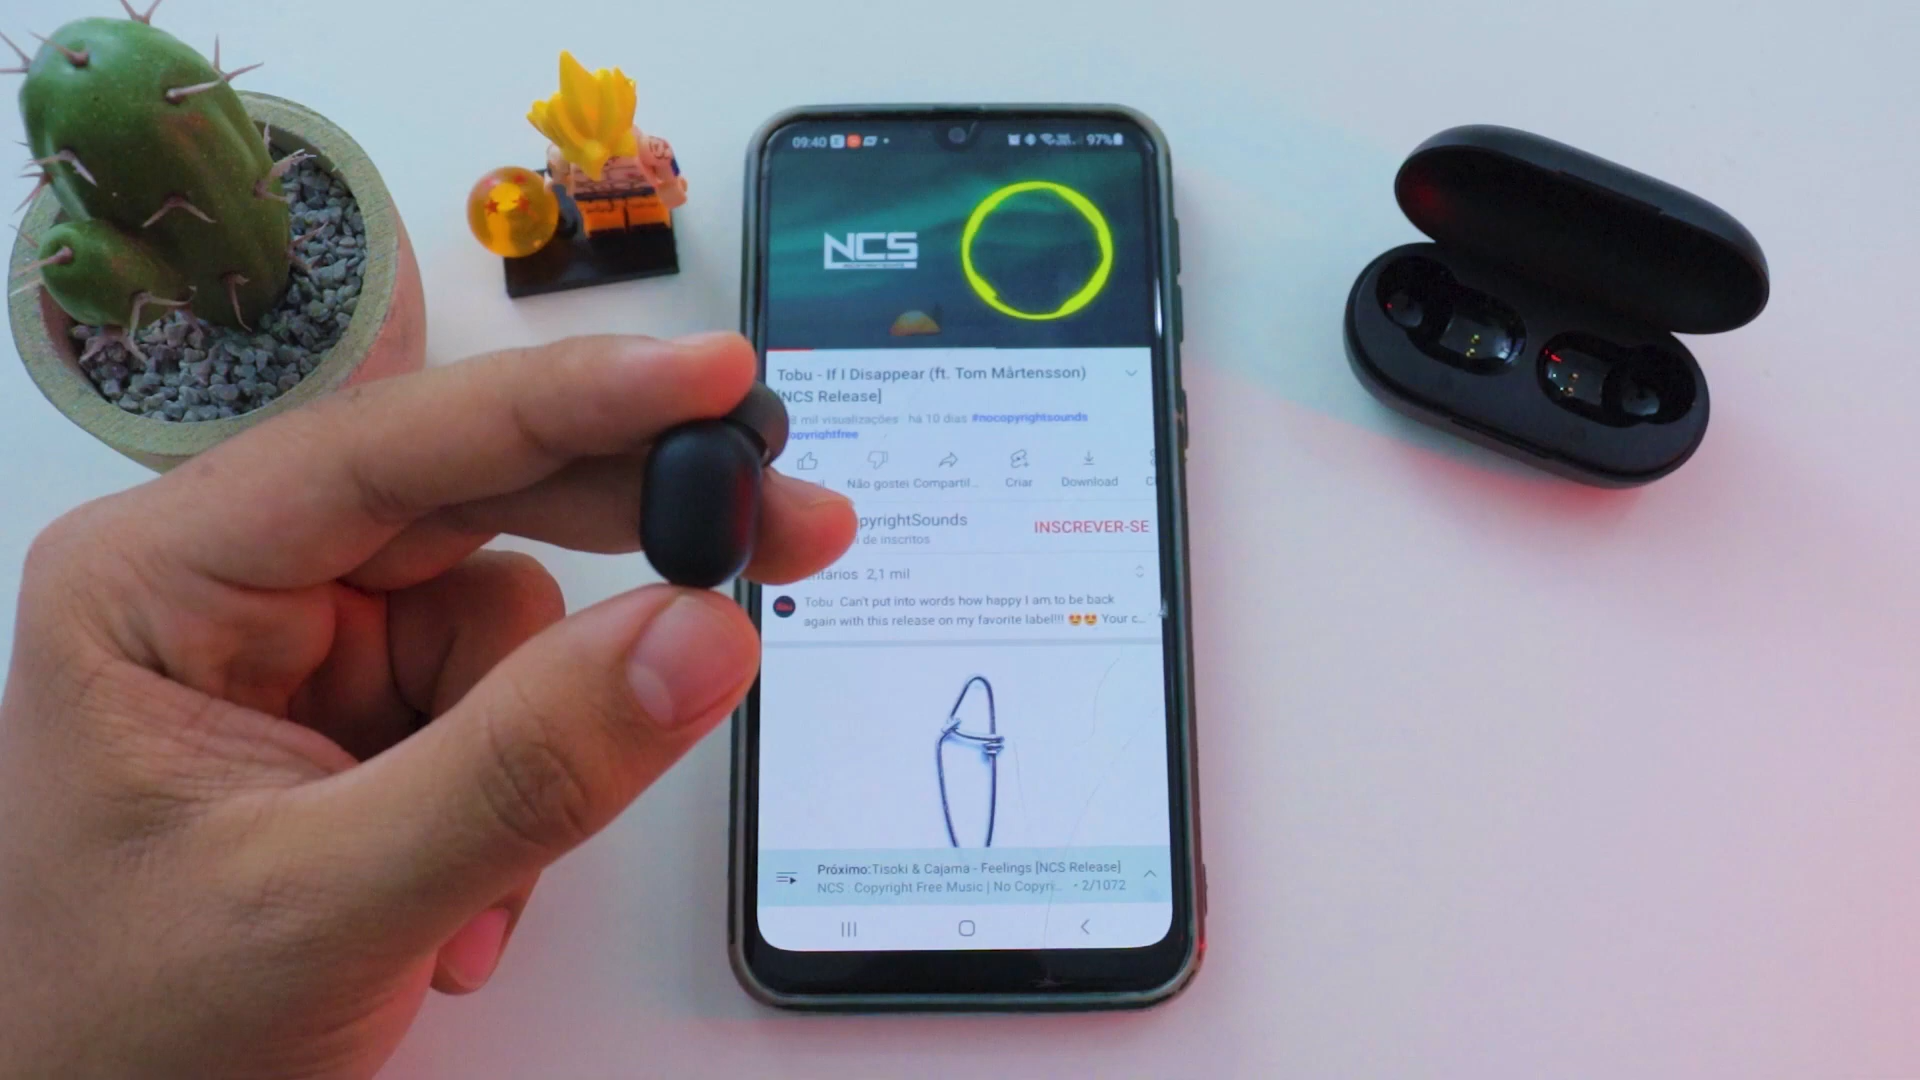 09:40
97%
NCS
Tobu - If I Disappear (ft. Tom Mårtensson)
[NCS Release]
mil visualizações há 10 dias #nocopyrightsounds
opyrightfree
Não gostei Compartil... Criar Download
pyrightSounds
INSCREVER-SE
i de inscritos
ntários 2,1 mil
Tobu Can't put into words how happy I am to be back
again with this release on my favorite label!!! 😍😍 Your c...
Próximo:Tisoki & Cajama - Feelings [NCS Release]
NCS : Copyright Free Music | No Copyri... • 2/1072